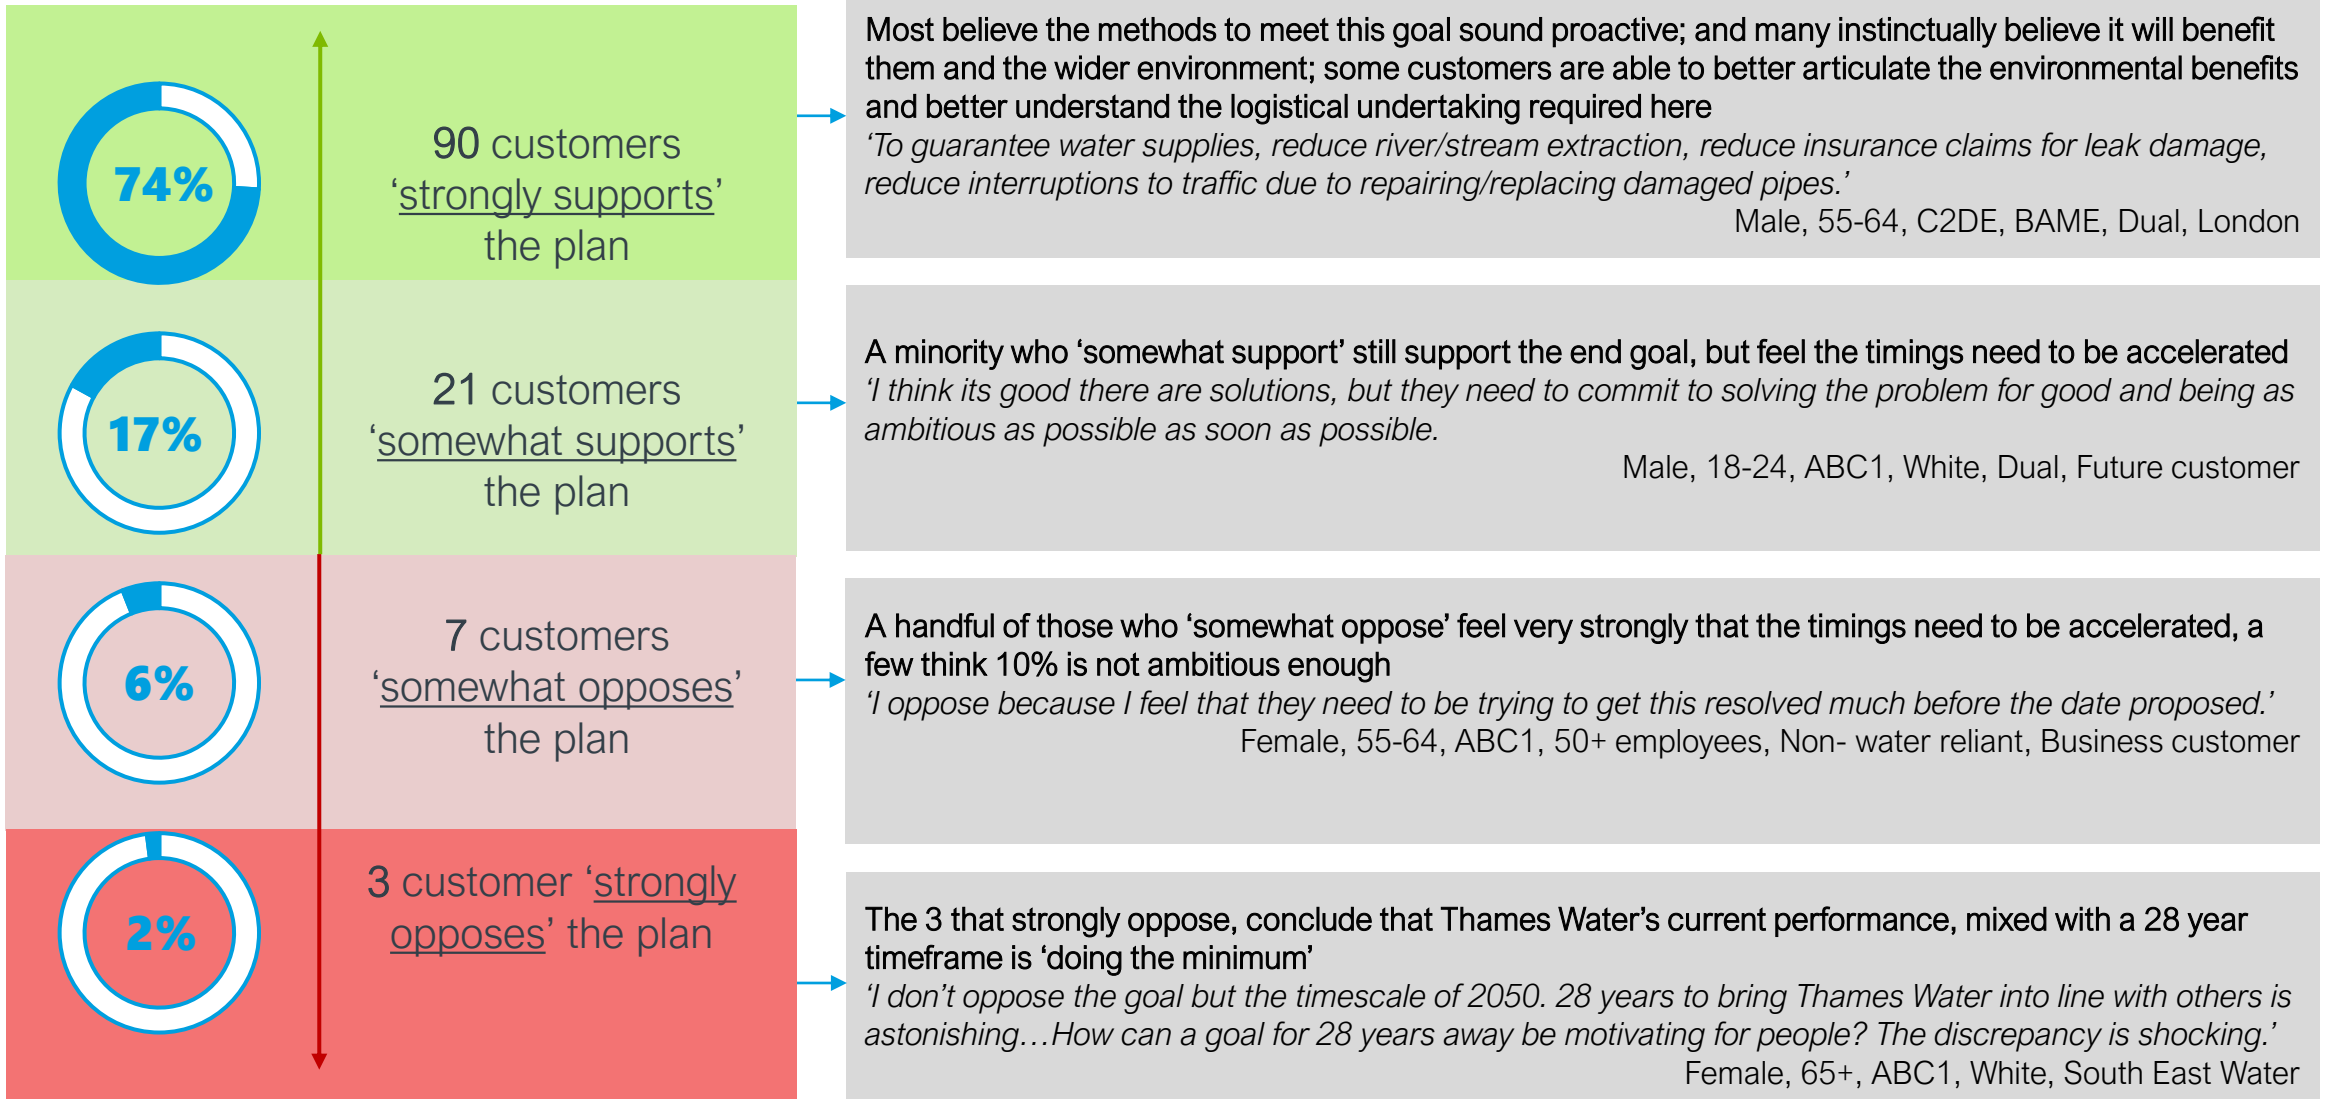 74%
90 customers
‘strongly supports’
the plan
Most believe the methods to meet this goal sound proactive; and many instinctually believe it will benefit
them and the wider environment; some customers are able to better articulate the environmental benefits
and better understand the logistical undertaking required here
‘To guarantee water supplies, reduce river/stream extraction, reduce insurance claims for leak damage,
reduce interruptions to traffic due to repairing/replacing damaged pipes.’
Male, 55-64, C2DE, BAME, Dual, London
17%
21 customers
‘somewhat supports’
the plan
A minority who ‘somewhat support’ still support the end goal, but feel the timings need to be accelerated
‘I think its good there are solutions, but they need to commit to solving the problem for good and being as
ambitious as possible as soon as possible.
Male, 18-24, ABC1, White, Dual, Future customer
6%
7 customers
‘somewhat opposes’
the plan
A handful of those who ‘somewhat oppose’ feel very strongly that the timings need to be accelerated, a
few think 10% is not ambitious enough
‘I oppose because I feel that they need to be trying to get this resolved much before the date proposed.’
Female, 55-64, ABC1, 50+ employees, Non- water reliant, Business customer
2%
3 customer ‘strongly
opposes’ the plan
The 3 that strongly oppose, conclude that Thames Water’s current performance, mixed with a 28 year
timeframe is ‘doing the minimum’
‘I don’t oppose the goal but the timescale of 2050. 28 years to bring Thames Water into line with others is
astonishing…How can a goal for 28 years away be motivating for people? The discrepancy is shocking.’
Female, 65+, ABC1, White, South East Water